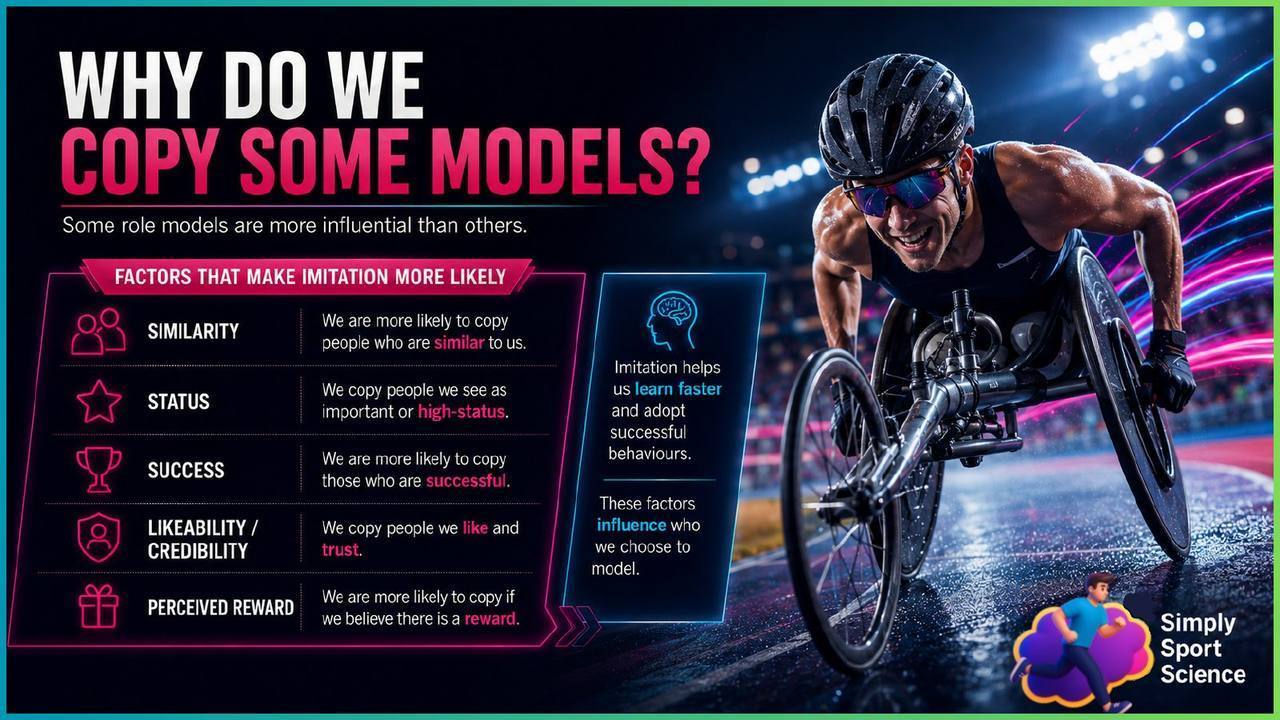 WHY DO WE
COPY SOME MODELS?
Some role models are more influential than others.
FACTORS THAT MAKE IMITATION MORE LIKELY
SIMILARITY
We are more likely to copy
people who are similar to us.
STATUS
We copy people we see as
important or high-status.
SUCCESS
We are more likely to copy
those who are successful.
LIKEABILITY /
CREDIBILITY
We copy people we like and
trust.
PERCEIVED REWARD
We are more likely to copy if
we believe there is a reward.
Imitation helps
us learn faster
and adopt
successful
behaviours.
These factors
influence who
we choose to
model.
Simply
Sport
Science